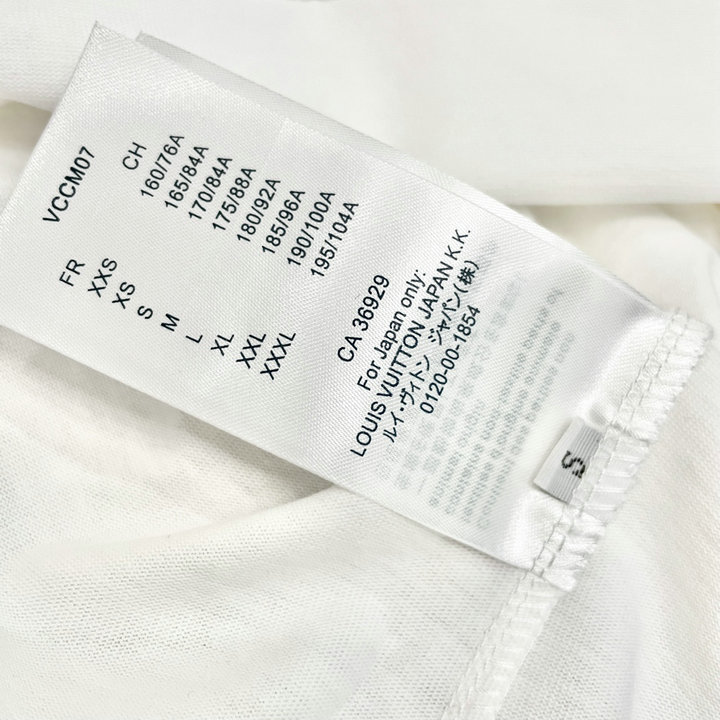 VCCM07
FR CH
XXS 160/76A
XS 165/84A
S 170/84A
M 175/88A
L 180/92A
XL 185/96A
XXL 190/100A
XXXL 195/104A
CA 36929
For Japan only:
LOUIS VUITTON JAPAN K.K.
ルイ・ヴィトン ジャパン(株)
0120-00-1854
S